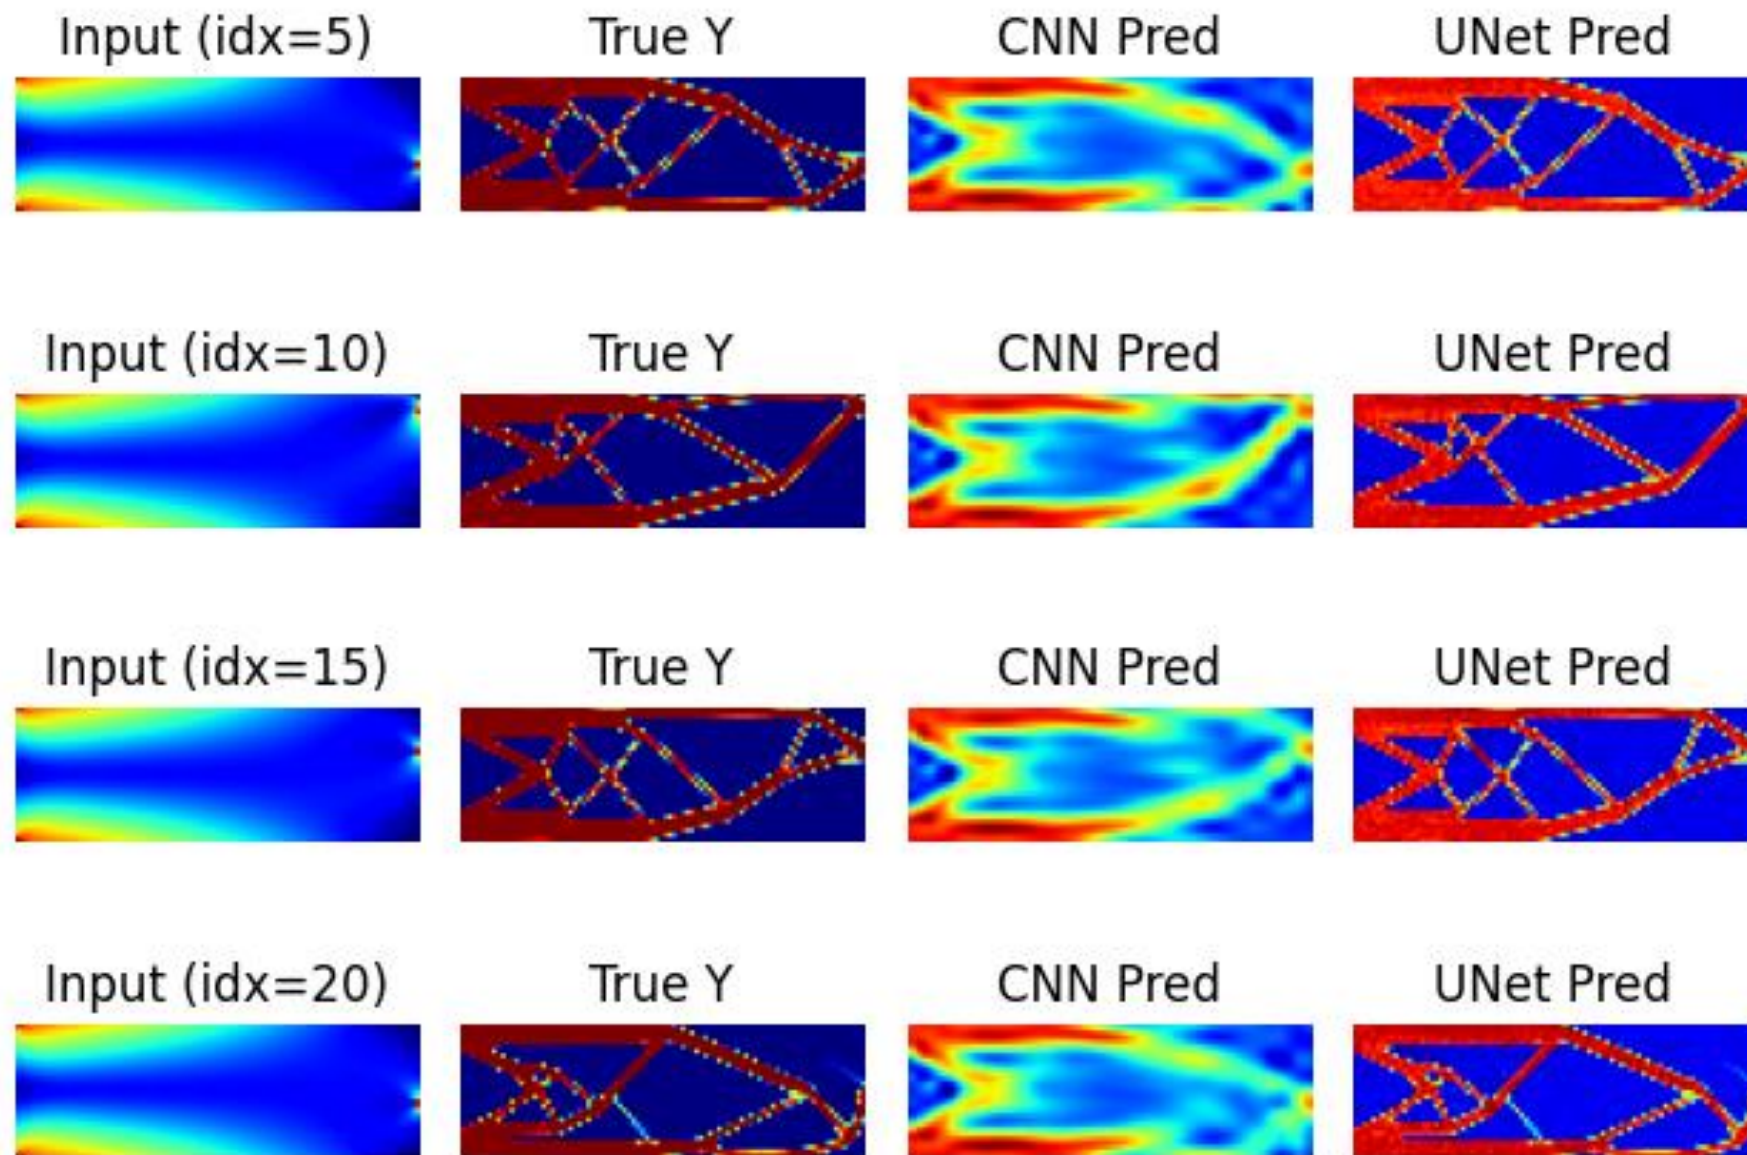 Input (idx=5) True Y CNN Pred UNet Pred
Input (idx=10) True Y CNN Pred UNet Pred
Input (idx=15) True Y CNN Pred UNet Pred
Input (idx=20) True Y CNN Pred UNet Pred